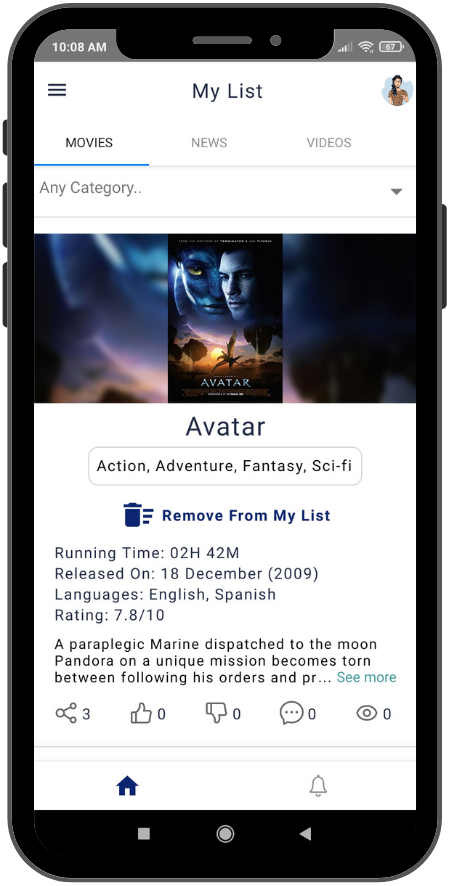 10:08 AM
67
My List
MOVIES NEWS VIDEOS
Any Category..
AVATAR
Avatar
Action, Adventure, Fantasy, Sci-fi
Remove From My List
Running Time: 02H 42M
Released On: 18 December (2009)
Languages: English, Spanish
Rating: 7.8/10
A paraplegic Marine dispatched to the moon
Pandora on a unique mission becomes torn
between following his orders and pr... See more
3 0 0 0 0